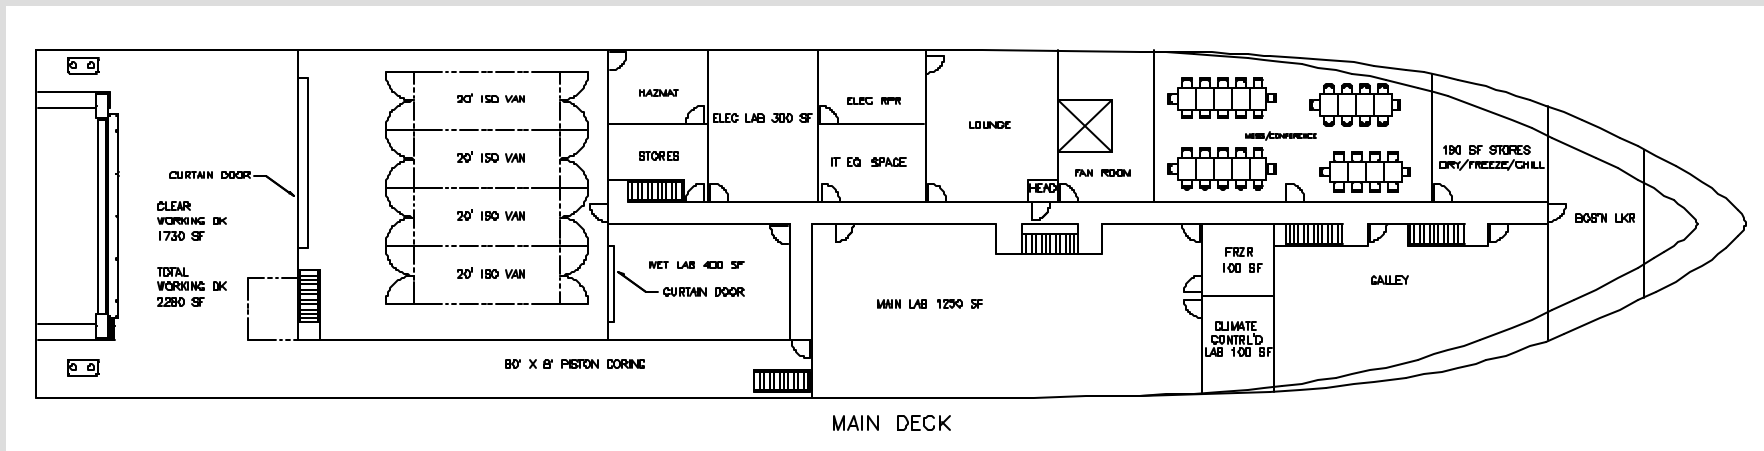 20' ISO VAN
20' ISO VAN
20' ISO VAN
20' ISO VAN
CURTAIN DOOR
CLEAR
WORKING DK
1730 SF
TOTAL
WORKING DK
2280 SF
HAZMAT
STORES
ELEC LAB 300 SF
ELEC RPR
IT EQ SPACE
LOUNGE
HEAD
FAN ROOM
MESS/CONFERENCE
190 SF STORES
DRY/FREEZE/CHILL
BOS'N LKR
WET LAB 400 SF
CURTAIN DOOR
MAIN LAB 1250 SF
FRZR
100 SF
CLIMATE
CONTRL'D
LAB 100 SF
GALLEY
X 8' PISTON CORING
MAIN DECK